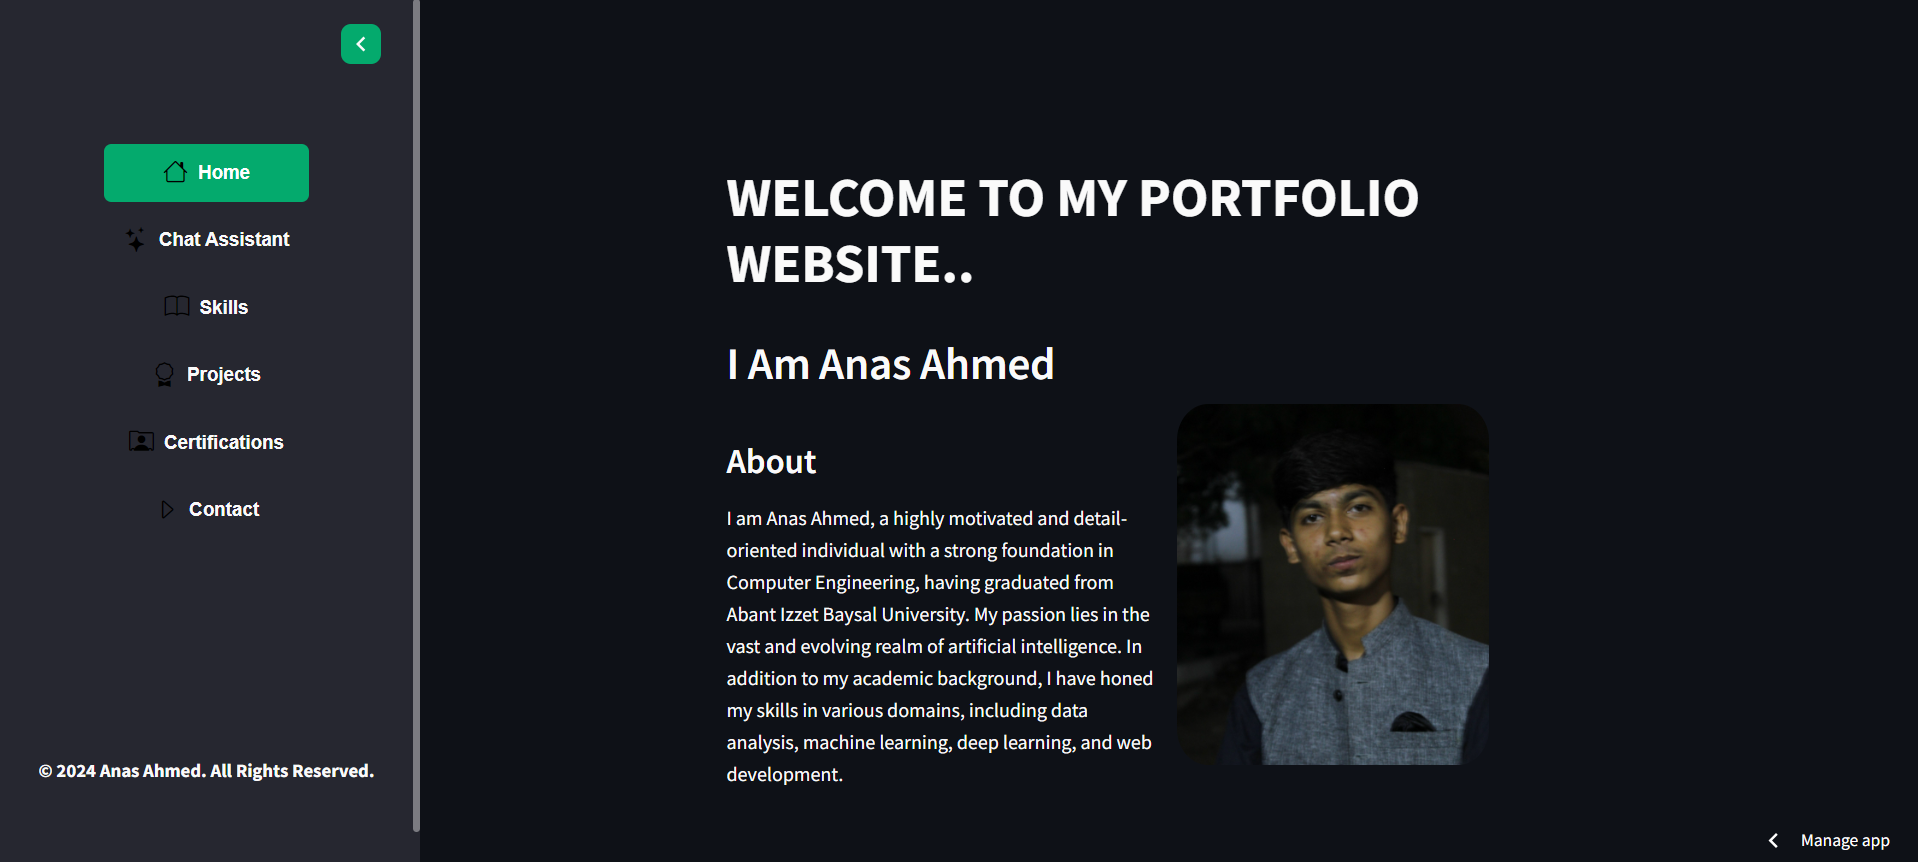 Home
Chat Assistant
Skills
Projects
Certifications
Contact
© 2024 Anas Ahmed. All Rights Reserved.
WELCOME TO MY PORTFOLIO
WEBSITE..
I Am Anas Ahmed
About
I am Anas Ahmed, a highly motivated and detail-
oriented individual with a strong foundation in
Computer Engineering, having graduated from
Abant Izzet Baysal University. My passion lies in the
vast and evolving realm of artificial intelligence. In
addition to my academic background, I have honed
my skills in various domains, including data
analysis, machine learning, deep learning, and web
development.
Manage app